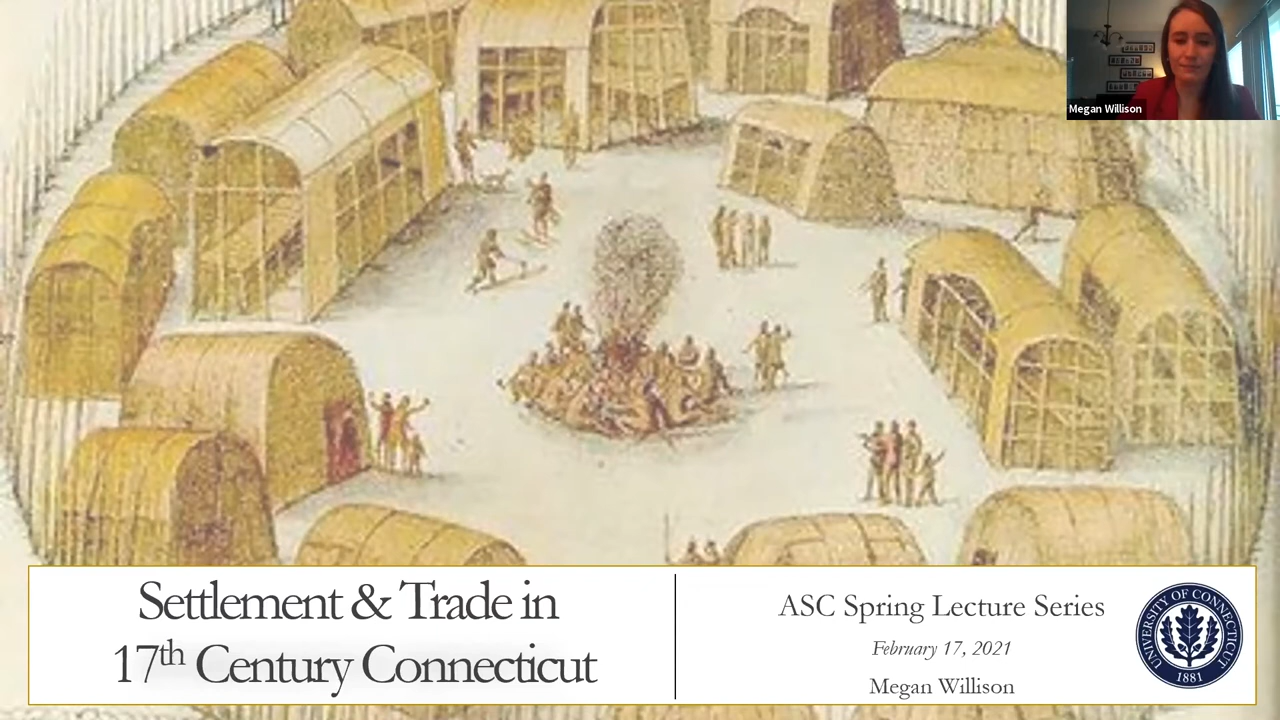 Megan Willison
Settlement & Trade in
17th Century Connecticut
ASC Spring Lecture Series
February 17, 2021
Megan Willison
UNIVERSITY OF CONNECTICUT
1881